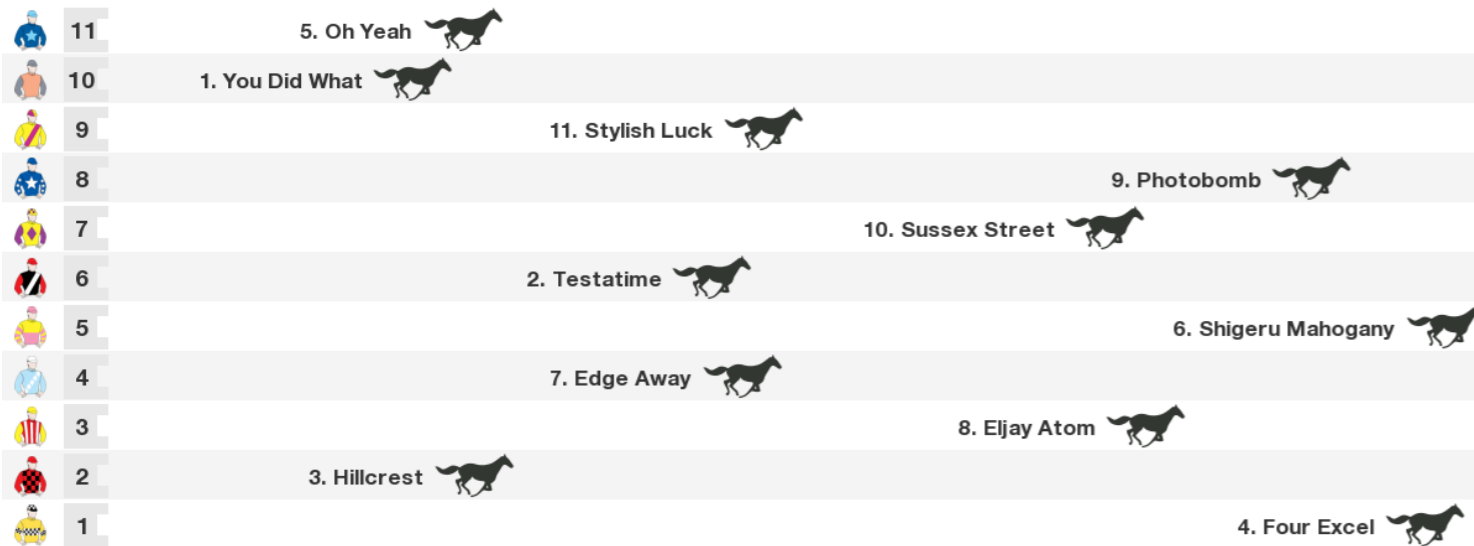 11 5. Oh Yeah
10 1. You Did What
9 11. Stylish Luck
8 9. Photobomb
7 10. Sussex Street
6 2. Testatime
5 6. Shigeru Mahogany
4 7. Edge Away
3 8. Eljay Atom
2 3. Hillcrest
1 4. Four Excel